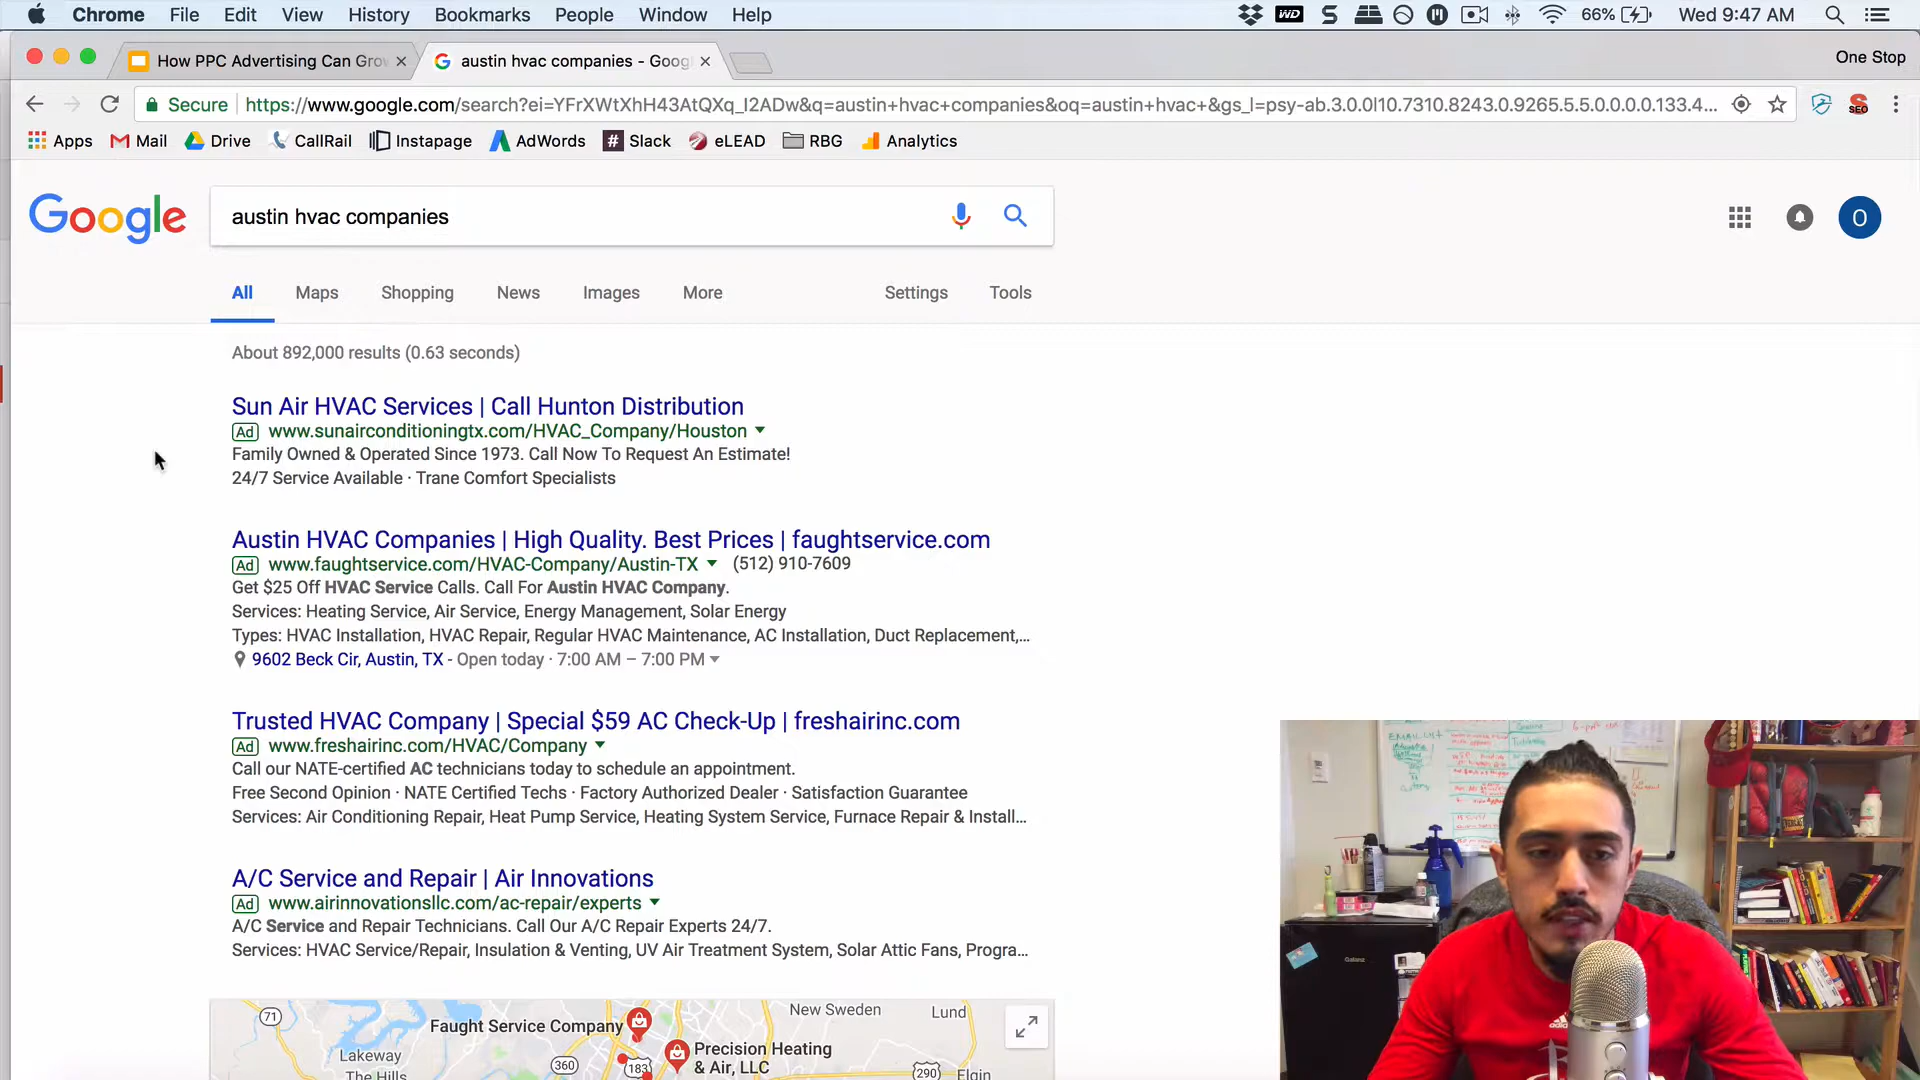 Chrome File Edit View History Bookmarks People Window Help WD 66% Wed 9:47 AM
How PPC Advertising Can Gro
austin hvac companies - Goog
One Stop
Secure https://www.google.com/search?ei=YFrXWtXhH43AtQXq_I2ADw&q=austin+hvac+companies&oq=austin+hvac+&gs_l=psy-ab.3.0.0l10.7310.8243.0.9265.5.5.0.0.0.0.133.4... SEO
Apps Mail Drive CallRail Instapage AdWords Slack eLEAD RBG Analytics
Google
austin hvac companies
O
All Maps Shopping News Images More Settings Tools
About 892,000 results (0.63 seconds)
Sun Air HVAC Services | Call Hunton Distribution
Ad www.sunairconditioningtx.com/HVAC_Company/Houston
Family Owned & Operated Since 1973. Call Now To Request An Estimate!
24/7 Service Available · Trane Comfort Specialists
Austin HVAC Companies | High Quality. Best Prices | faughtservice.com
Ad www.faughtservice.com/HVAC-Company/Austin-TX (512) 910-7609
Get $25 Off HVAC Service Calls. Call For Austin HVAC Company.
Services: Heating Service, Air Service, Energy Management, Solar Energy
Types: HVAC Installation, HVAC Repair, Regular HVAC Maintenance, AC Installation, Duct Replacement,...
9602 Beck Cir, Austin, TX - Open today · 7:00 AM – 7:00 PM
Trusted HVAC Company | Special $59 AC Check-Up | freshairinc.com
Ad www.freshairinc.com/HVAC/Company
Call our NATE-certified AC technicians today to schedule an appointment.
Free Second Opinion · NATE Certified Techs · Factory Authorized Dealer · Satisfaction Guarantee
Services: Air Conditioning Repair, Heat Pump Service, Heating System Service, Furnace Repair & Install...
A/C Service and Repair | Air Innovations
Ad www.airinnovationsllc.com/ac-repair/experts
A/C Service and Repair Technicians. Call Our A/C Repair Experts 24/7.
Services: HVAC Service/Repair, Insulation & Venting, UV Air Treatment System, Solar Attic Fans, Progra...
71
Lakeway
The Hills
Faught Service Company
360
183
Precision Heating
& Air, LLC
New Sweden
Lund
290
Elgin
EMAIL LIST
Galanz
adidas